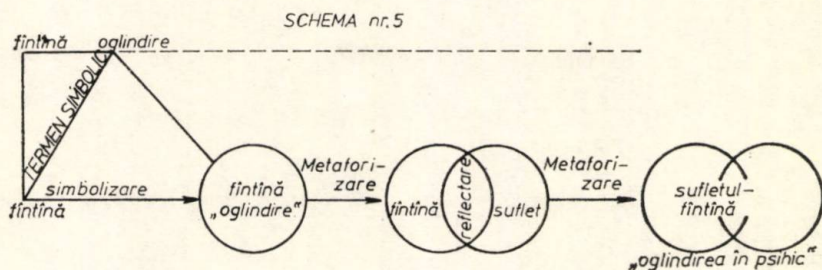 SCHEMA nr.5
fîntînă oglindire
TERMEN SIMBOLIC
simbolizare
fîntînă
fîntînă
„oglindire“
Metafori-
zare
fîntînă
reflectare
suflet
Metafori-
zare
sufletul-
fîntînă
„oglindirea în psihic“